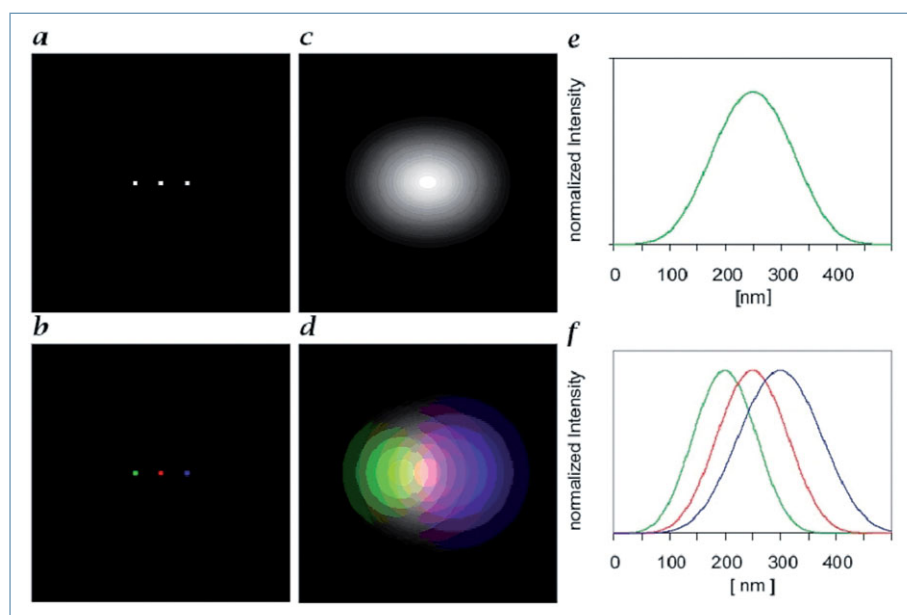 a
c
e
normalized Intensity
0 100 200 300 400
[nm]
b
d
f
normalized Intensity
0 100 200 300 400
[ nm ]